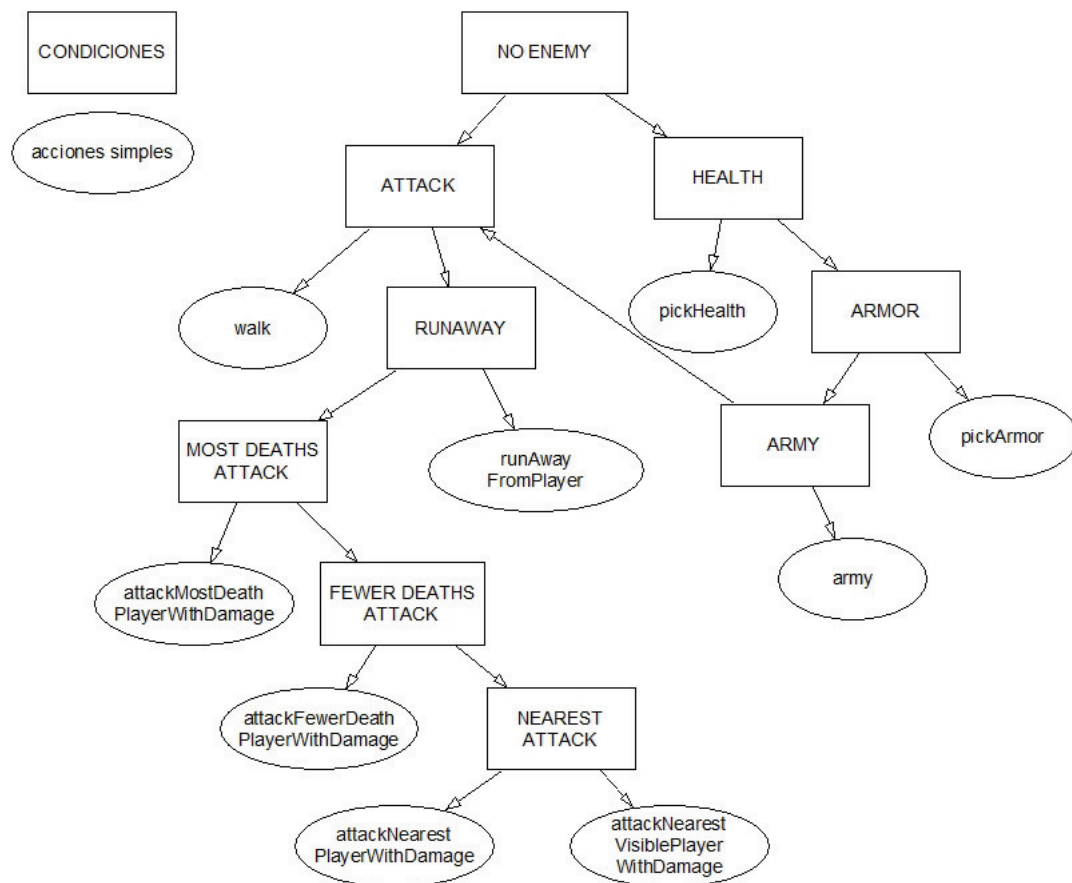 CONDICIONES
NO ENEMY
acciones simples
ATTACK
HEALTH
walk
RUNAWAY
pickHealth
ARMOR
MOST DEATHS
ATTACK
runAway
FromPlayer
ARMY
pickArmor
attackMostDeath
PlayerWithDamage
FEWER DEATHS
ATTACK
army
attackFewerDeath
PlayerWithDamage
NEAREST
ATTACK
attackNearest
PlayerWithDamage
attackNearest
VisiblePlayer
WithDamage